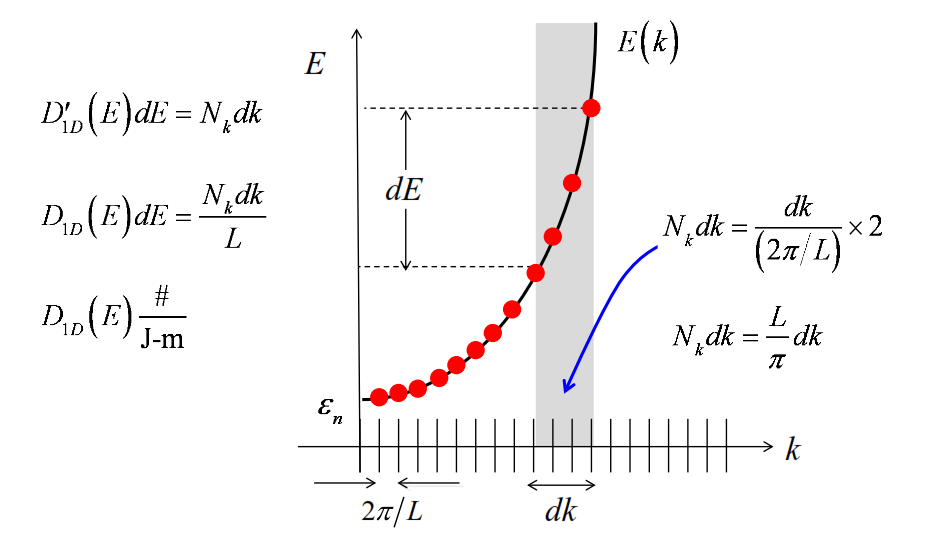 E(k)
E
D′₁D(E)dE = Nₖdk
dE
D₁D(E)dE = Nₖdk / L
Nₖdk = dk / (2π/L) × 2
D₁D(E) # / J-m
Nₖdk = L / π dk
εₙ
k
2π/L
dk